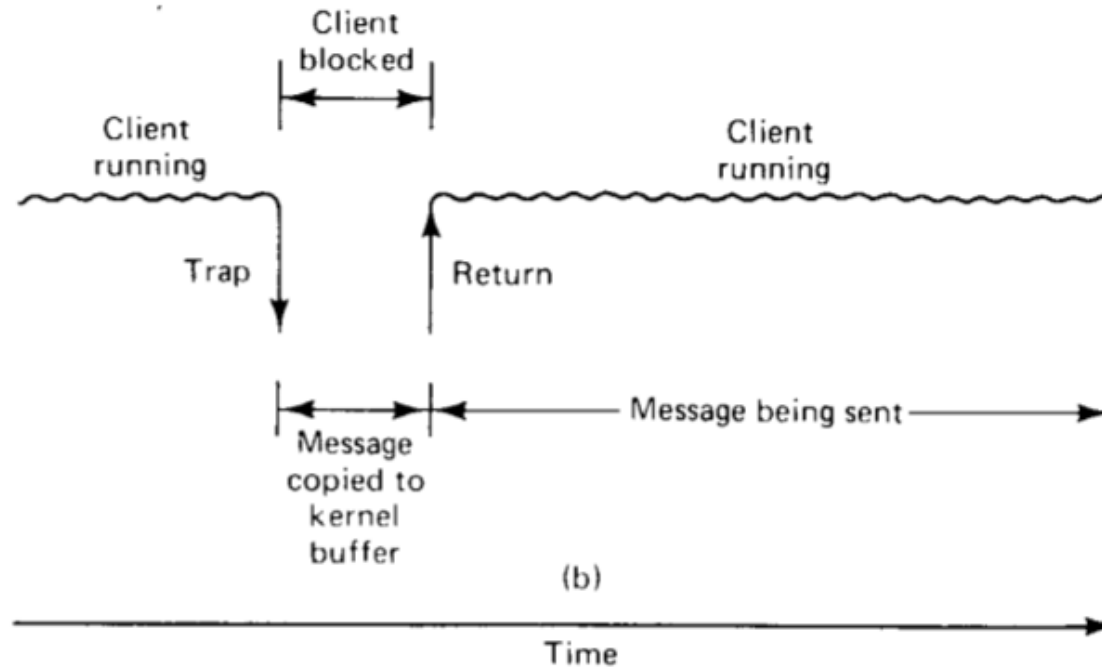 Client
blocked
Client
running
Client
running
Trap
Return
Message being sent
Message
copied to
kernel
buffer
(b)
Time